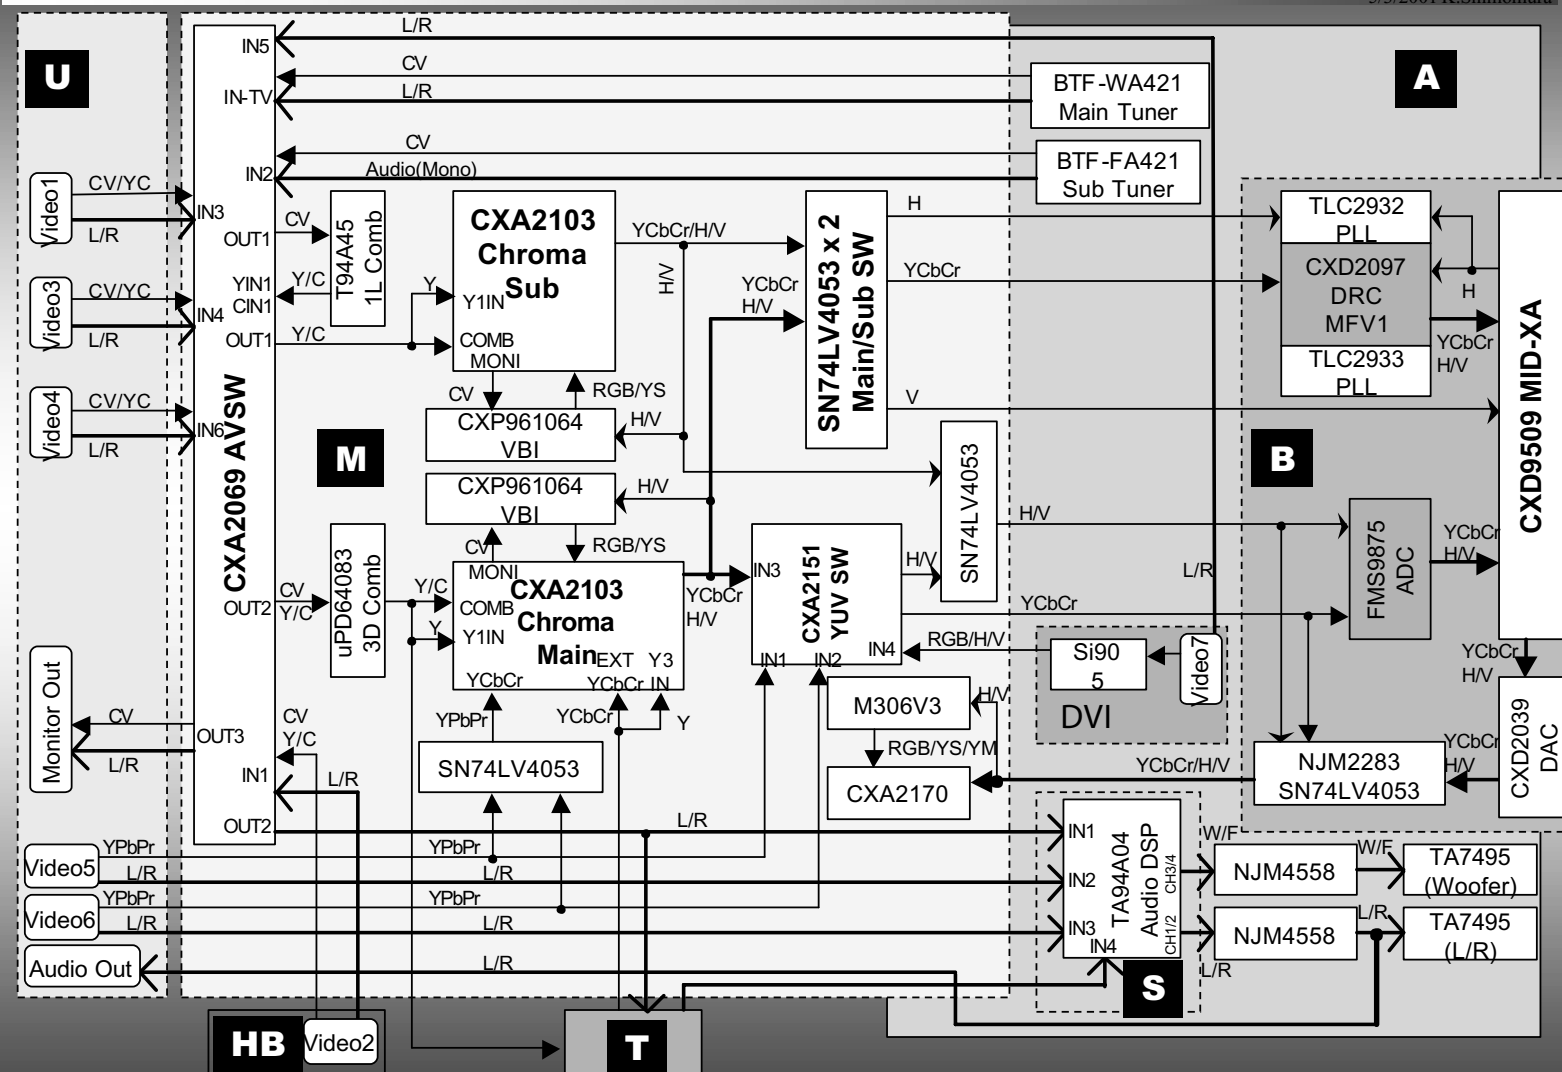 L/R
U
IN5
A
CV
BTF-WA421
Main Tuner
IN-TV
L/R
CV
BTF-FA421
Sub Tuner
IN2
Audio(Mono)
Video1
CV/YC
L/R
IN3
OUT1
CV
T94A45
1L Comb
YIN1
CIN1
Y/C
OUT1
Y/C
CXA2103
Chroma
Sub
Y
Y1IN
COMB
MONI
YCbCr/H/V
H/V
YCbCr
H/V
SN74LV4053 x 2
Main/Sub SW
H
YCbCr
V
TLC2932
PLL
CXD2097
DRC
MFV1
TLC2933
PLL
H
YCbCr
H/V
CXD9509 MID-XA
Video3
CV/YC
L/R
IN4
Video4
CV/YC
L/R
IN6
CXA2069 AVSW
M
CV
RGB/YS
CXP961064
VBI
H/V
CXP961064
VBI
H/V
CV
RGB/YS
B
SN74LV4053
H/V
L/R
FMS9875
ADC
YCbCr
H/V
OUT2
CV
Y/C
uPD64083
3D Comb
Y/C
Y
MONI
COMB
Y1IN
CXA2103
Chroma
Main
EXT
YCbCr
Y3
IN
YCbCr
YCbCr
H/V
IN3
CXA2151
YUV SW
IN1
IN2
IN4
H/V
YCbCr
RGB/H/V
Si90
5
Video7
DVI
YCbCr
H/V
CXD2039
DAC
Monitor Out
CV
L/R
OUT3
CV
Y/C
IN1
L/R
YPbPr
YCbCr
Y
SN74LV4053
M306V3
H/V
RGB/YS/YM
CXA2170
YCbCr/H/V
NJM2283
SN74LV4053
YCbCr
H/V
OUT2
L/R
Video5
YPbPr
L/R
YPbPr
L/R
Video6
YPbPr
L/R
YPbPr
L/R
Audio Out
L/R
IN1
IN2
IN3
IN4
TA94A04
Audio DSP
CH3/4
CH1/2
W/F
NJM4558
W/F
TA7495
(Woofer)
NJM4558
L/R
L/R
TA7495
(L/R)
S
HB
Video2
T